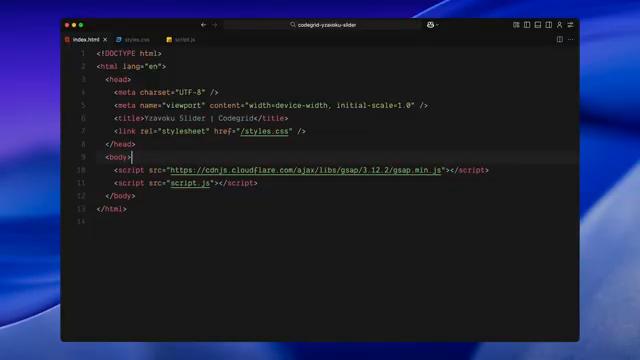 codegrid-yzavoku-slider
index.html
styles.css
script.js
1 <!DOCTYPE html>
2 <html lang="en">
3 <head>
4 <meta charset="UTF-8" />
5 <meta name="viewport" content="width=device-width, initial-scale=1.0" />
6 <title>Yzavoku Slider | Codegrid</title>
7 <link rel="stylesheet" href="/styles.css" />
8 </head>
9 <body>
10 <script src="https://cdnjs.cloudflare.com/ajax/libs/gsap/3.12.2/gsap.min.js"></script>
11 <script src="script.js"></script>
12 </body>
13 </html>
14